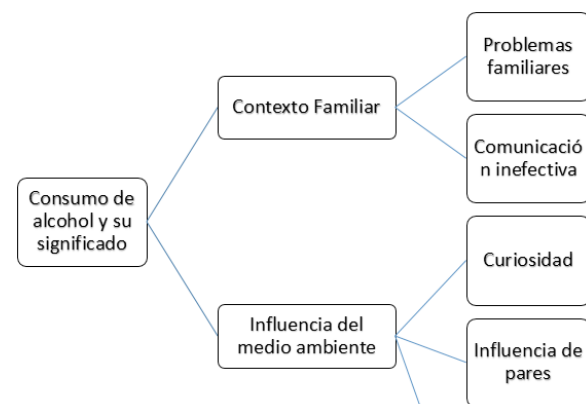 Problemas
familiares
Contexto Familiar
Comunicació
n inefectiva
Consumo de
alcohol y su
significado
Curiosidad
Influencia del
medio ambiente
Influencia de
pares